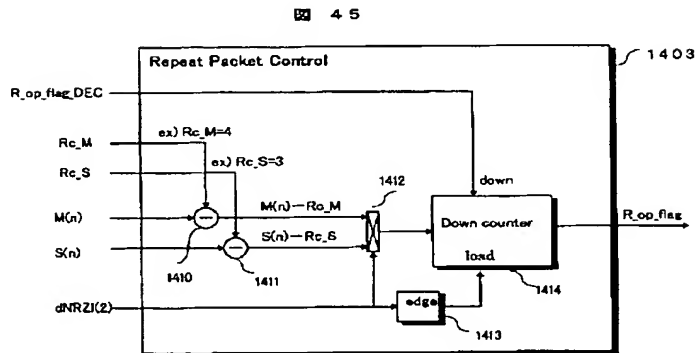 図 45
Repeat Packet Control
1403
R_op_flag_DEC
Rc_M
ex) Rc_M=4
Rc_S
ex) Rc_S=3
down
1412
M(n)
M(n)-Rc_M
Down counter
R_op_flag
S(n)
S(n)-Rc_S
load
1410
1411
1414
dNRZI(2)
edge
1413